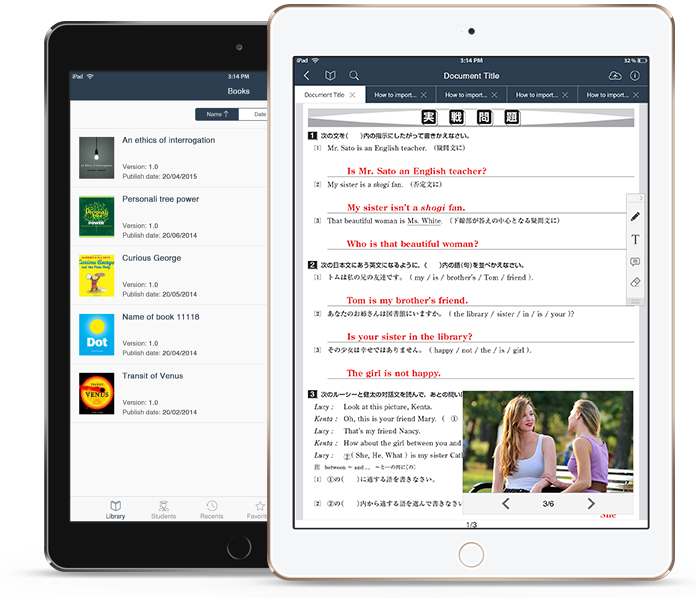 iPad
3:14 PM
Books
Name
Date
An ethics of interrogation
Version: 1.0
Publish date: 20/04/2015
Personali tree power
Version: 1.0
Publish date: 20/06/2014
Curious George
Version: 1.0
Publish date: 20/05/2014
Dot
Name of book 11118
Version: 1.0
Publish date: 20/04/2014
VENUS
Transit of Venus
Version: 1.0
Publish date: 20/02/2014
Library
Students
Recents
Favorit
iPad
3:14 PM
32 %
Document Title
Document Title
How to import...
How to import...
How to import...
How to import...
実戦問題
1 次の文を( )内の指示にしたがって書きかえなさい。
(1) Mr. Sato is an English teacher. (疑問文に)
Is Mr. Sato an English teacher?
(2) My sister is a shogi fan. (否定文に)
My sister isn't a shogi fan.
(3) That beautiful woman is Ms. White. (下線部が答えの中心となる疑問文に)
Who is that beautiful woman?
2 次の日本文にあう英文になるように、( )内の語(句)を並べかえなさい。
(1) トムは私の兄の友達です。 ( my / is / brother's / Tom / friend ).
Tom is my brother's friend.
(2) あなたのお姉さんは図書館にいますか。 ( the library / sister / in / is / your )?
Is your sister in the library?
(3) その少女は幸せではありません。 ( happy / not / the / is / girl ).
The girl is not happy.
3 次のルーシーと健太の対話文を読んで、あとの問い
Lucy : Look at this picture, Kenta.
Kenta : Oh, this is your friend Mary. ( ①
Lucy : That's my friend Nancy.
Kenta : How about the girl between you and
Lucy : ②( She, He, What ) is my sister Cat
注 between ~ and ... ~と…の間に[の]
(1) ①の( )に適する語を書きなさい。
(2) ②の( )内から適する語を選んで書きなさい
She
T
3/6
1/3